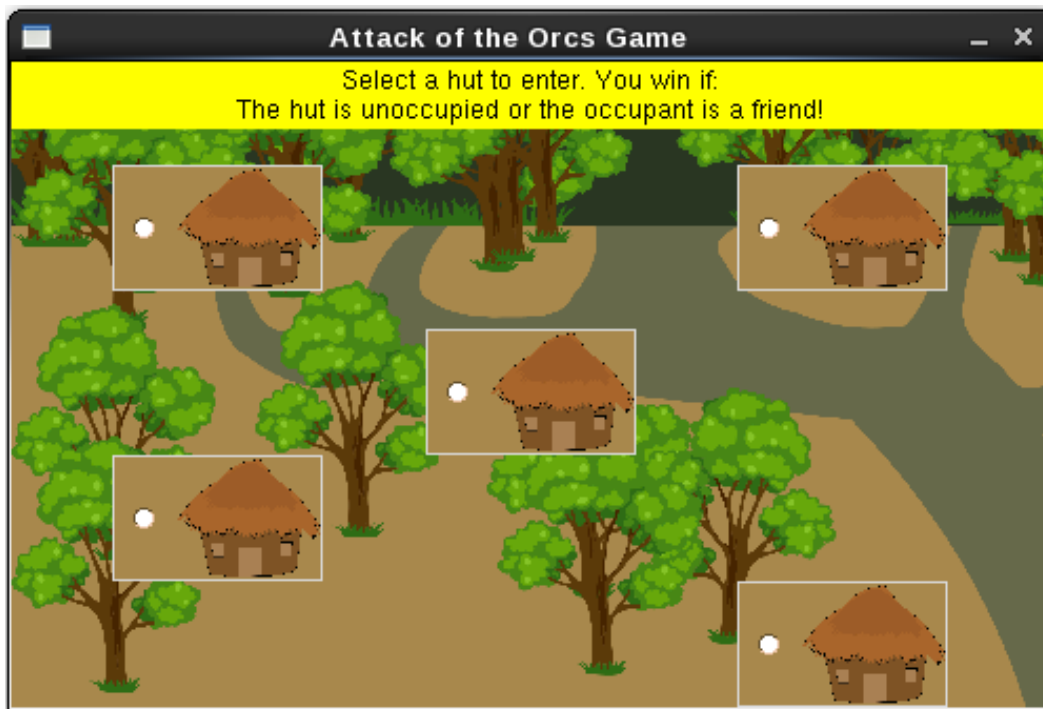 Attack of the Orcs Game
Select a hut to enter. You win if:
The hut is unoccupied or the occupant is a friend!